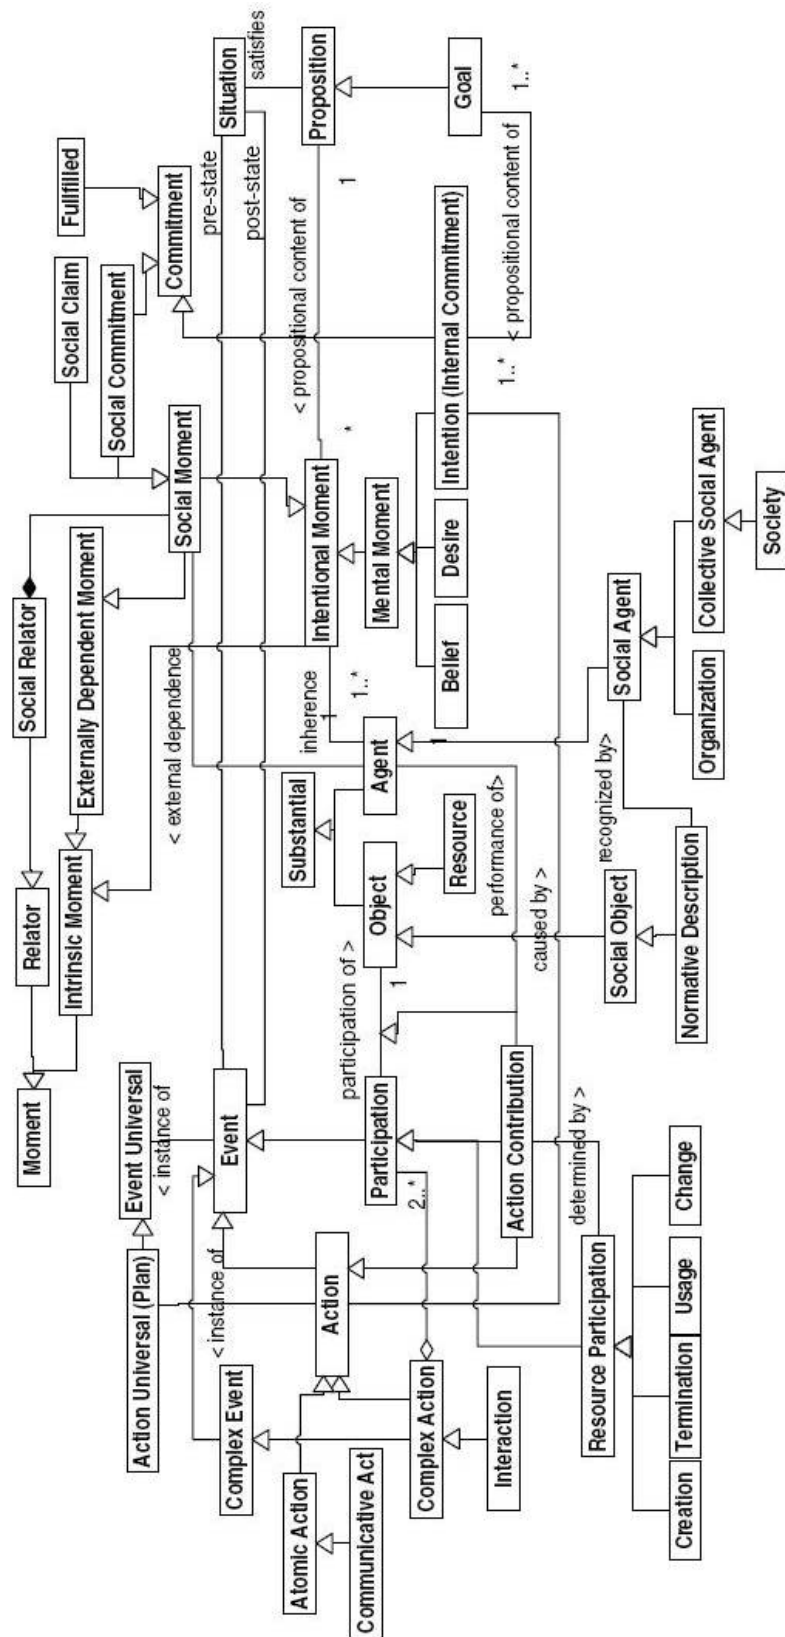 Moment
Relator
Social Relator
Intrinsic Moment
Externally Dependent Moment
Social Claim
Fullfilled
Social Commitment
Action Universal (Plan)
Event Universal
< instance of
< external dependence
Social Moment
Commitment
Complex Event
< instance of
Event
pre-state
post-state
Situation
satisfies
Atomic Action
Action
Substantial
inherence
1
Intentional Moment
< propositional content of
Proposition
*
1
Communicative Act
Participation
participation of >
1
Object
Agent
1..*
Mental Moment
Complex Action
2..*
1
Resource
Belief
Desire
Intention (Internal Commitment)
Goal
Interaction
Action Contribution
performance of>
1..*
< propositional content of
1..*
caused by >
determined by >
Resource Participation
Social Object
recognized by>
Social Agent
Creation
Termination
Usage
Change
Normative Description
Organization
Collective Social Agent
Society